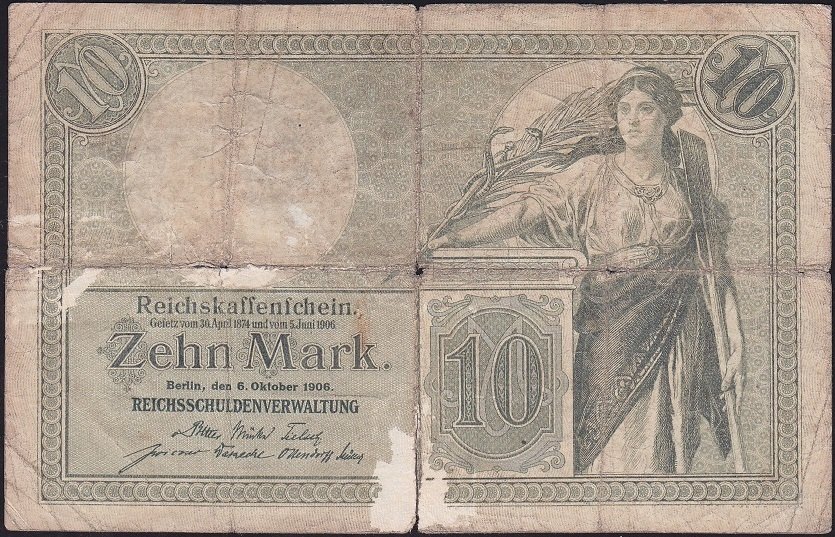 10
10
Reichskassenschein.
Gesetz vom 30. April 1874 und vom 5. Juni 1906
Zehn Mark.
Berlin, den 6. Oktober 1906.
REICHSSCHULDENVERWALTUNG
10